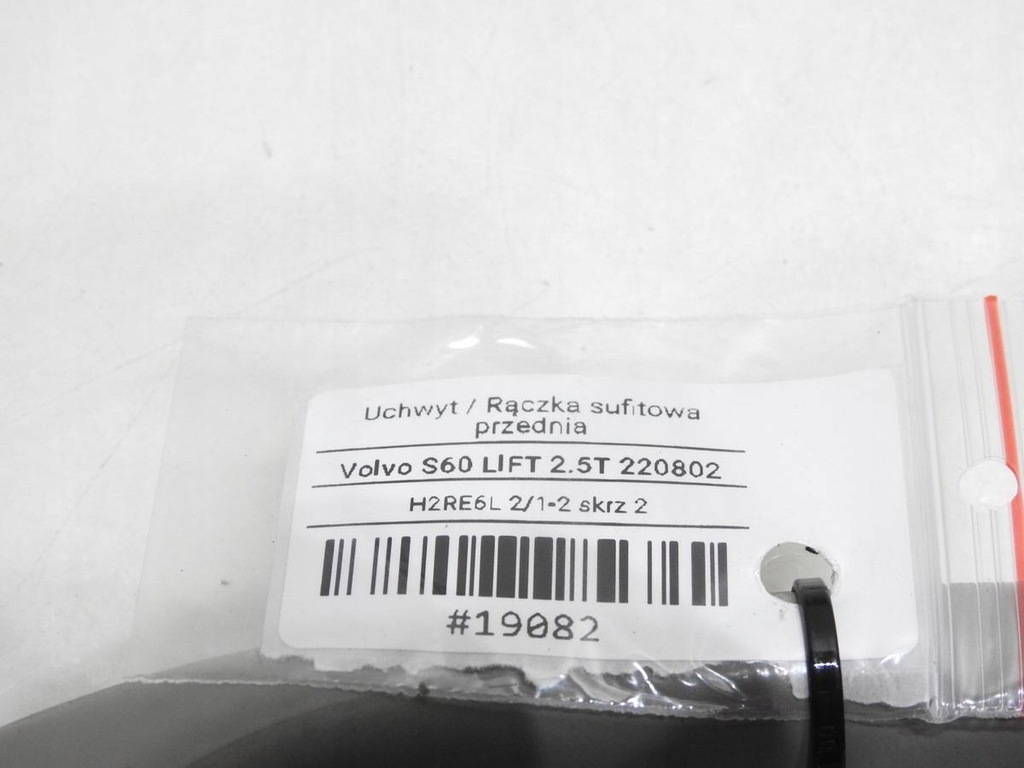 Uchwyt / Rączka sufitowa
przednia
Volvo S60 LIFT 2.5T 220802
H2RE6L 2/1-2 skrz 2
#19082